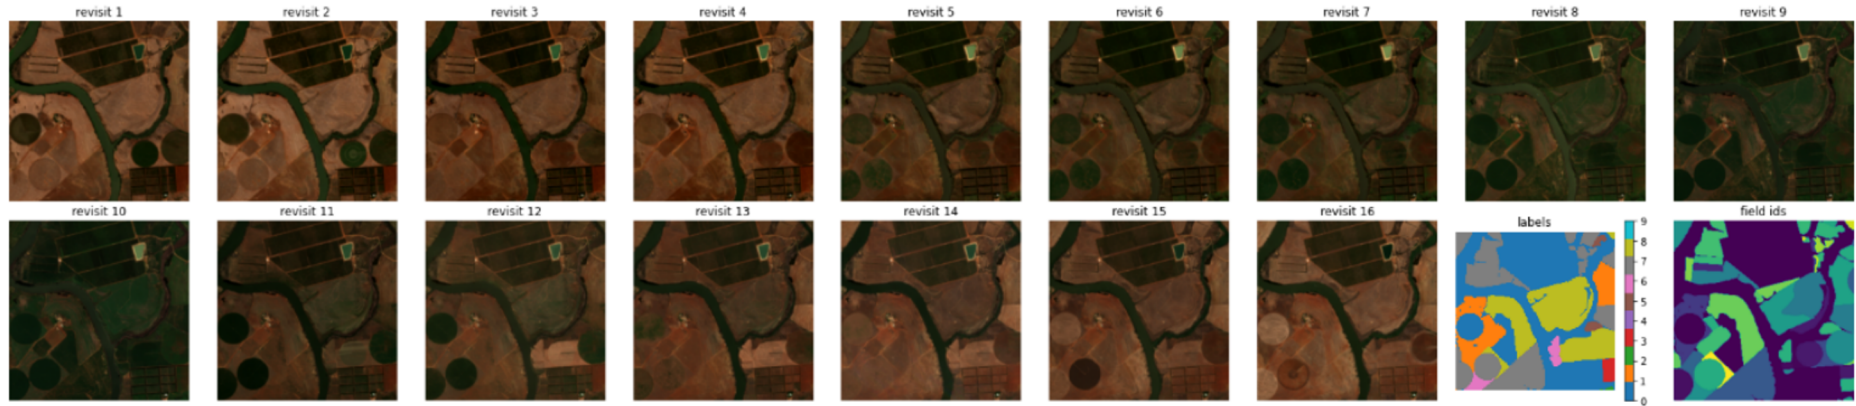 revisit 1
revisit 2
revisit 3
revisit 4
revisit 5
revisit 6
revisit 7
revisit 8
revisit 9
revisit 10
revisit 11
revisit 12
revisit 13
revisit 14
revisit 15
revisit 16
labels
9
8
7
6
5
4
3
2
1
0
field ids